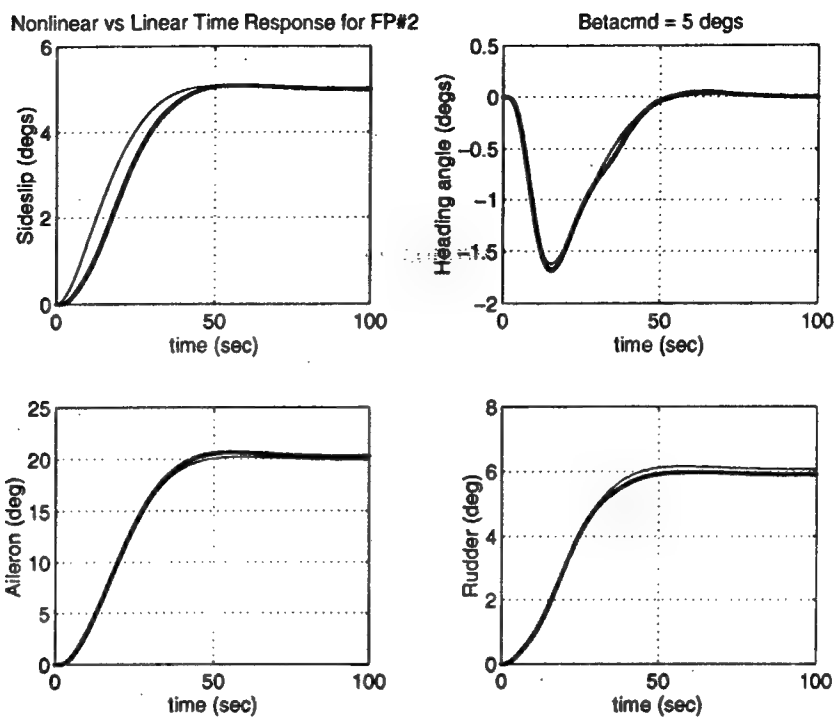 Nonlinear vs Linear Time Response for FP#2
Betacmd = 5 degs
6
4
2
0
Sideslip (degs)
0 50 100
time (sec)
0.5
0
−0.5
−1
−1.5
−2
Heading angle (degs)
0 50 100
time (sec)
25
20
15
10
5
0
Aileron (deg)
0 50 100
time (sec)
8
6
4
2
0
Rudder (deg)
0 50 100
time (sec)